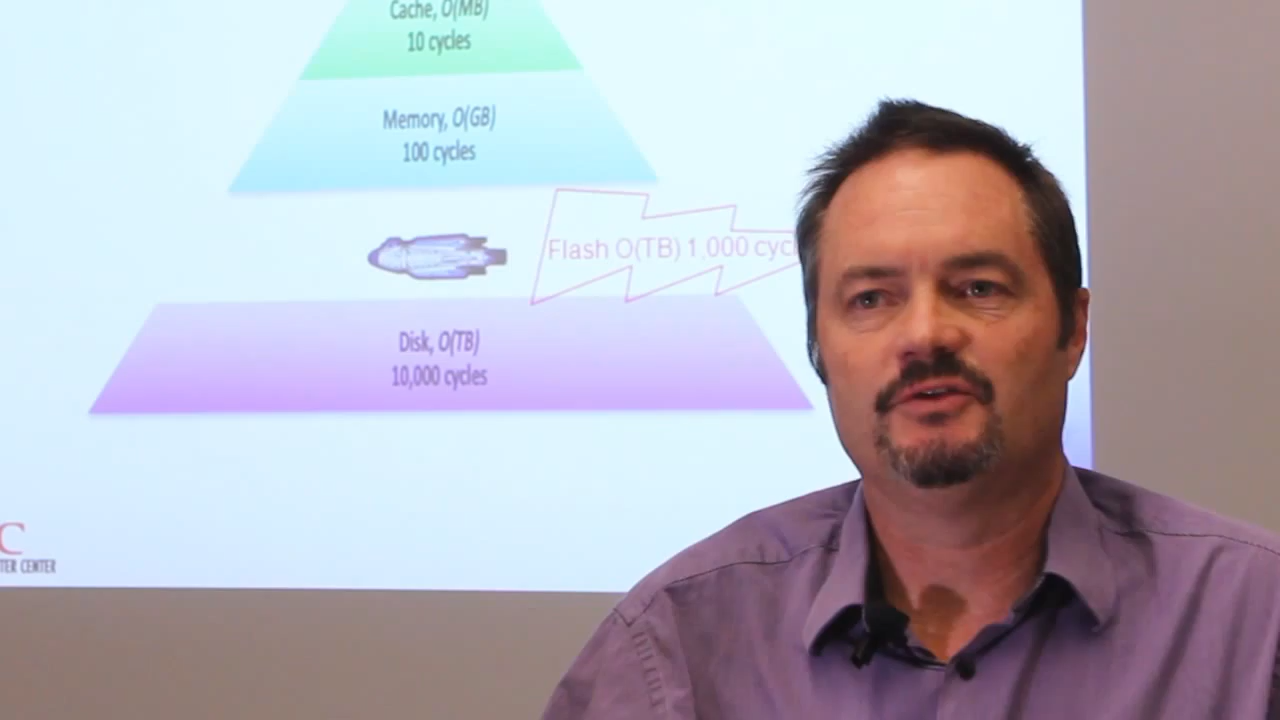 Cache, O(MB)
10 cycles
Memory, O(GB)
100 cycles
Flash O(TB) 1,000 cycl
Disk, O(TB)
10,000 cycles
C
TER CENTER